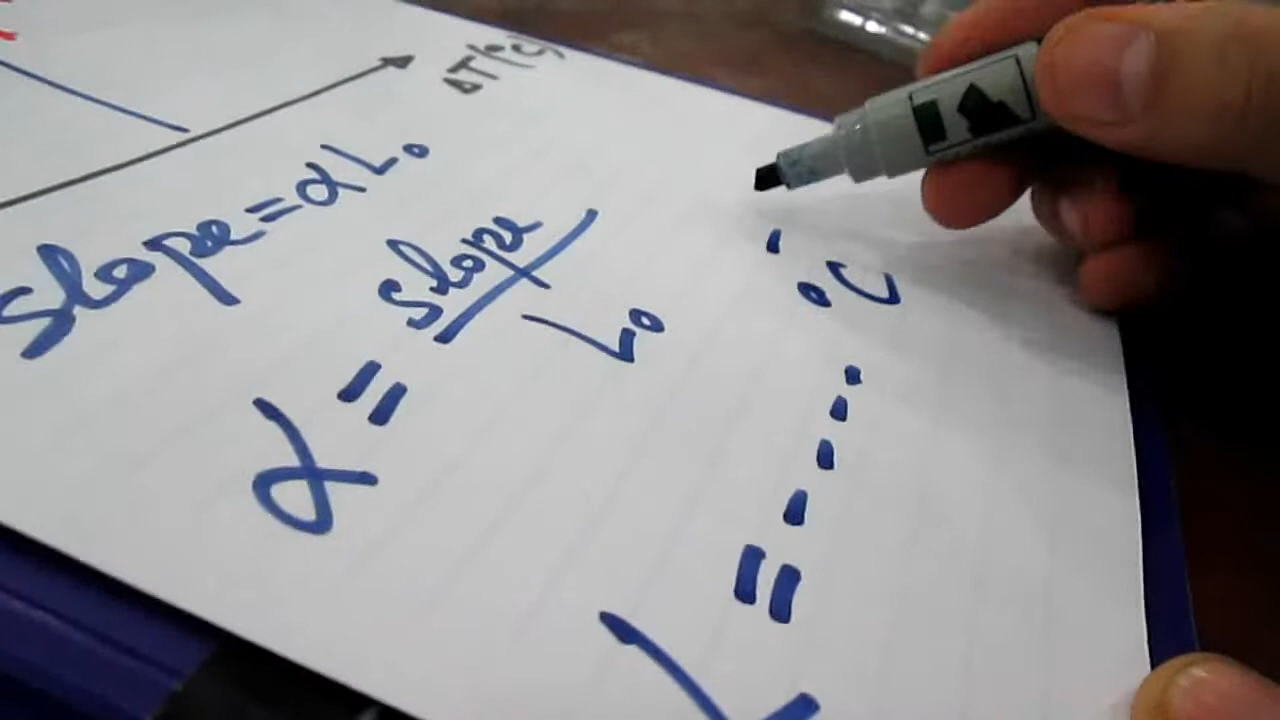 ΔT(°C)
Slope=αL₀
α = slope/L₀
= ..... °C